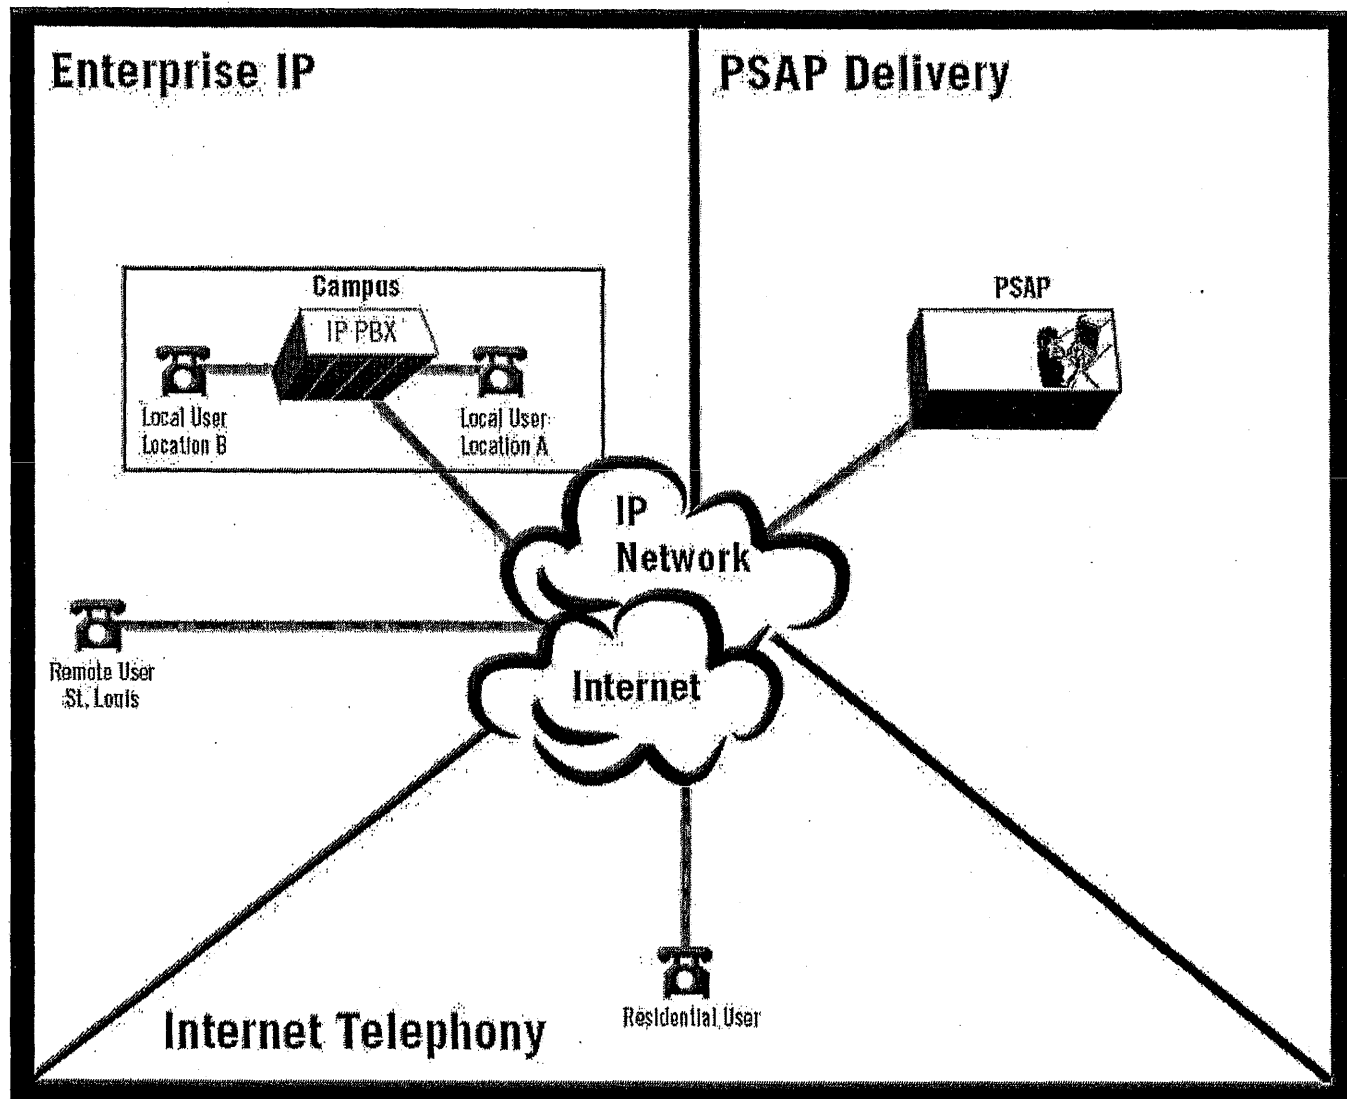 Enterprise IP
PSAP Delivery
Campus
IP PBX
Local User
Location B
Local User
Location A
PSAP
IP
Network
Remote User
St. Louis
Internet
Residential User
Internet Telephony